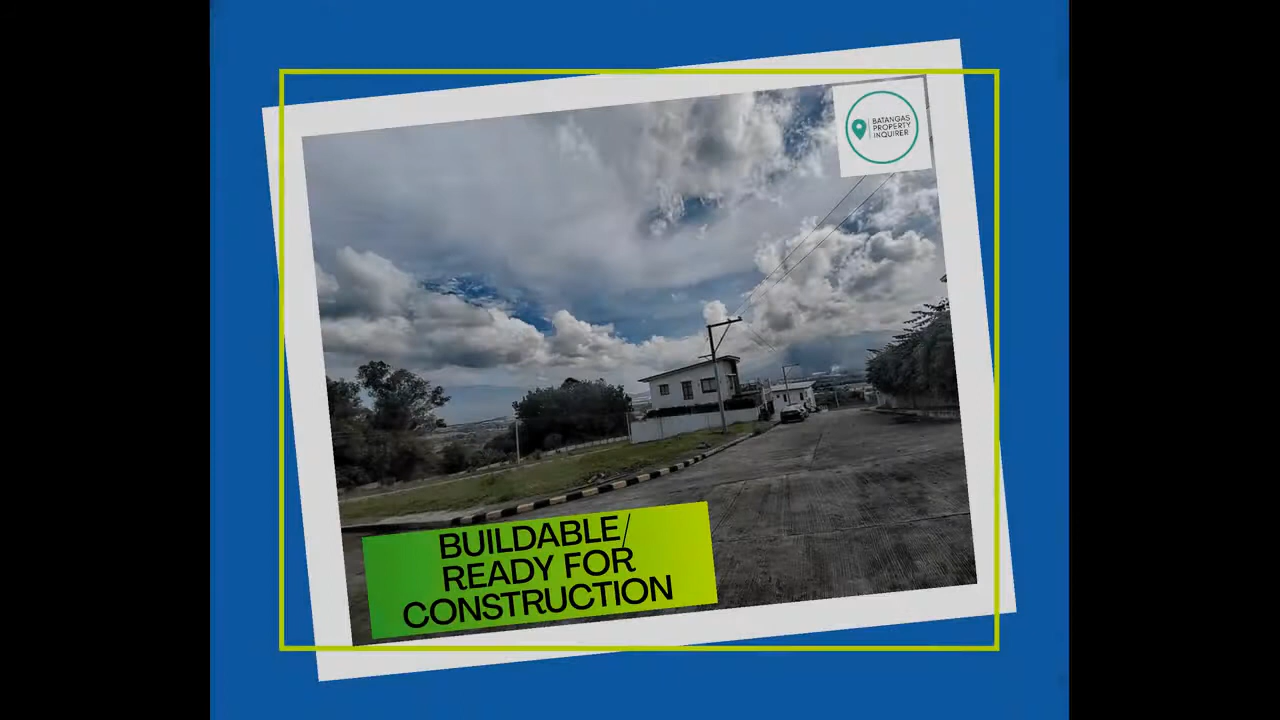 BATANGAS
PROPERTY
INQUIRER
BUILDABLE/
READY FOR
CONSTRUCTION